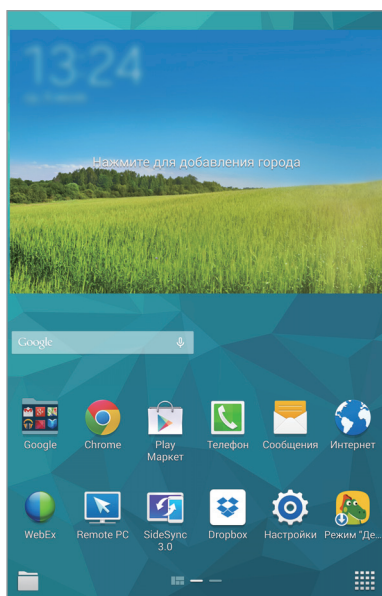 13:24
Нажмите для добавления города
Google
Google
Chrome
Play
Маркет
Телефон
Сообщения
Интернет
WebEx
Remote PC
SideSync
3.0
Dropbox
Настройки
Режим "Де...